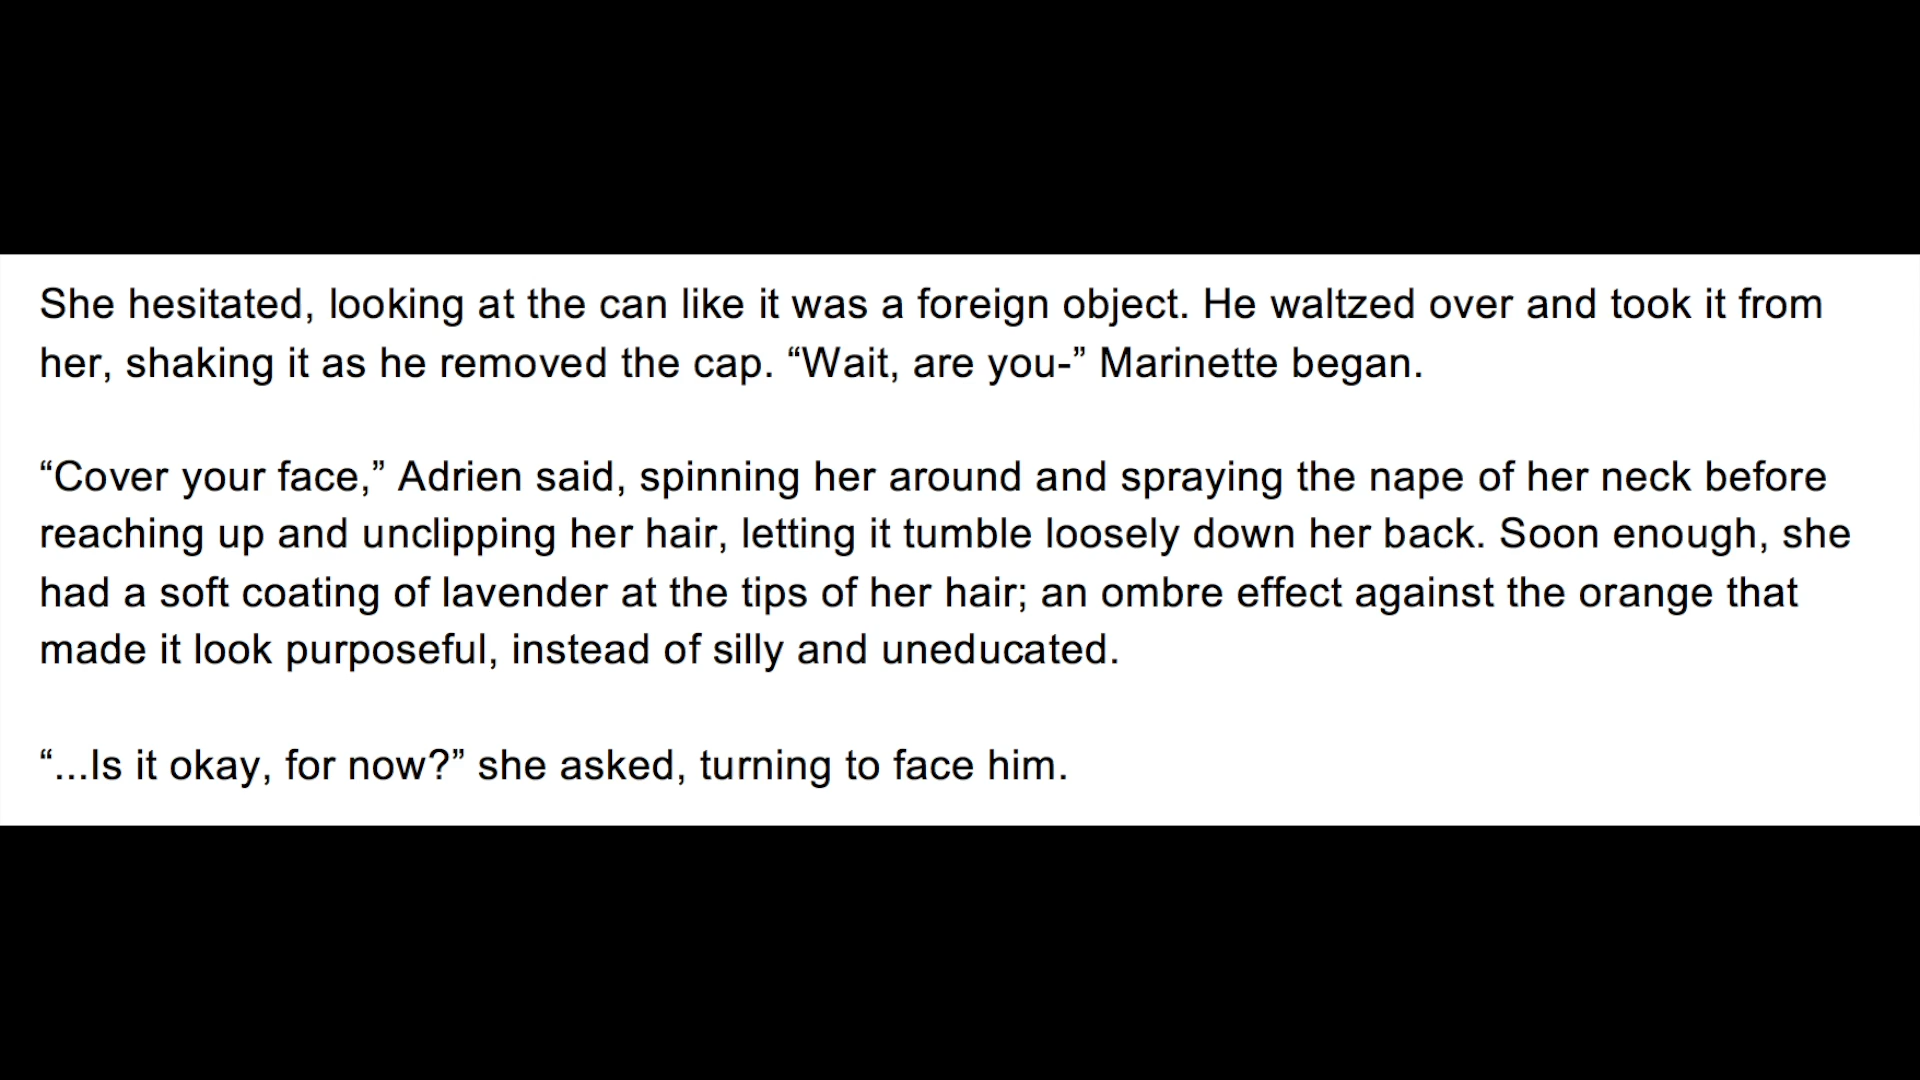 She hesitated, looking at the can like it was a foreign object. He waltzed over and took it from
her, shaking it as he removed the cap. “Wait, are you-” Marinette began.
“Cover your face,” Adrien said, spinning her around and spraying the nape of her neck before
reaching up and unclipping her hair, letting it tumble loosely down her back. Soon enough, she
had a soft coating of lavender at the tips of her hair; an ombre effect against the orange that
made it look purposeful, instead of silly and uneducated.
“...Is it okay, for now?” she asked, turning to face him.